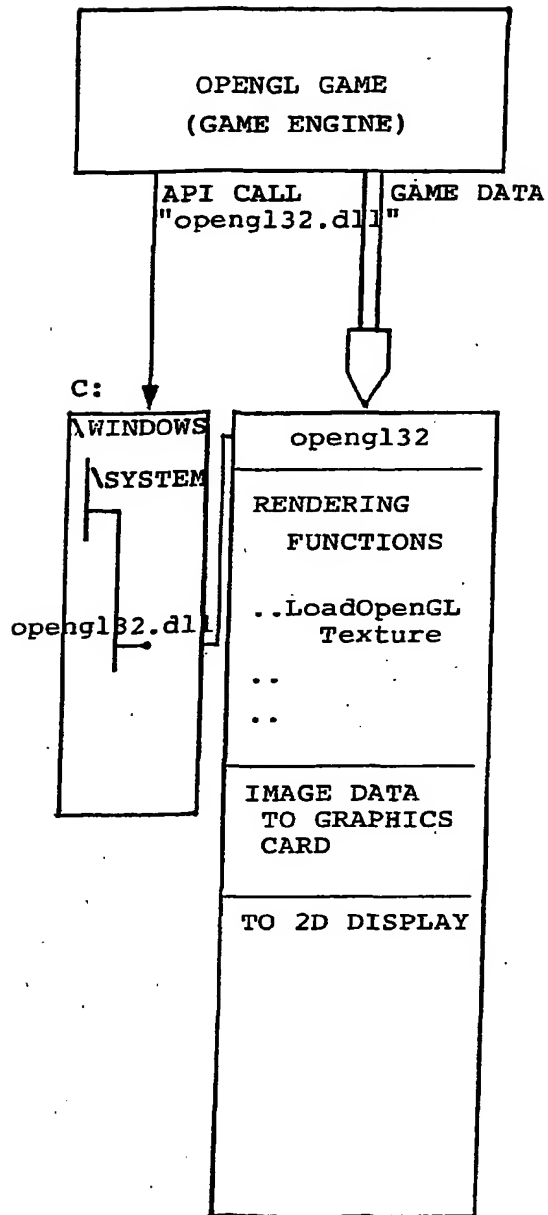 OPENGL GAME
(GAME ENGINE)
API CALL
"opengl32.dll"
GAME DATA
C:
\WINDOWS
\SYSTEM
opengl32.dll
opengl32
RENDERING
FUNCTIONS
..LoadOpenGL
Texture
..
..
IMAGE DATA
TO GRAPHICS
CARD
TO 2D DISPLAY